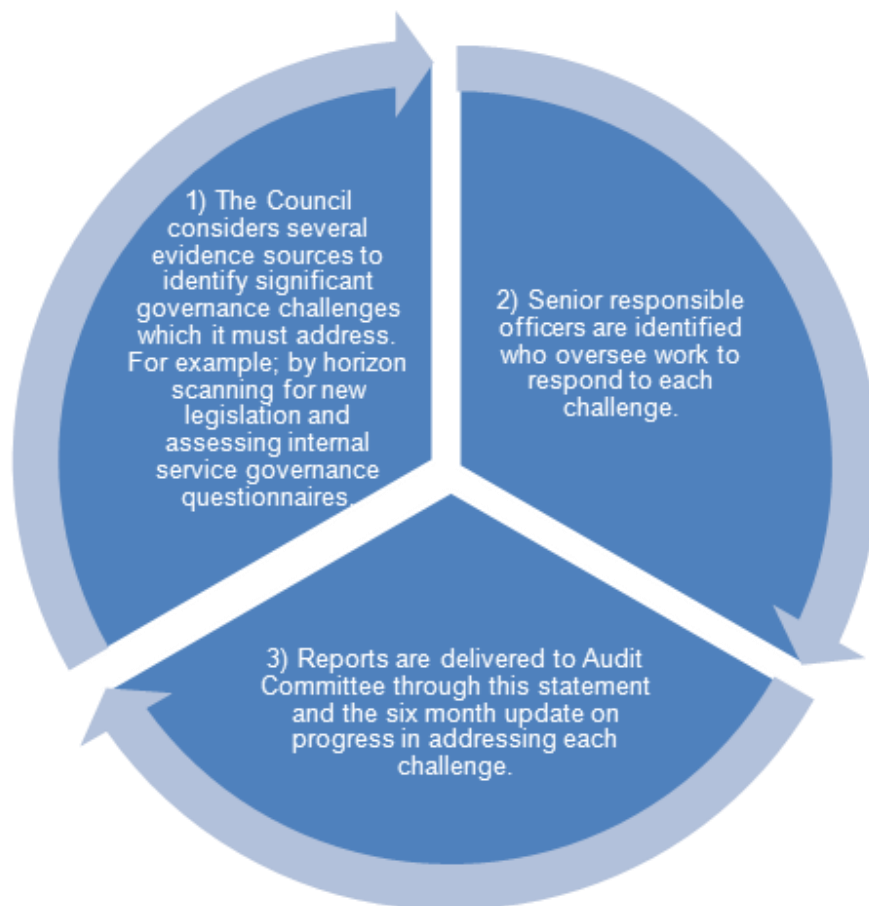 1) The Council
considers several
evidence sources to
identify significant
governance challenges
which it must address.
For example; by horizon
scanning for new
legislation and
assessing internal
service governance
questionnaires.
2) Senior responsible
officers are identified
who oversee work to
respond to each
challenge.
3) Reports are delivered to Audit
Committee through this statement
and the six month update on
progress in addressing each
challenge.